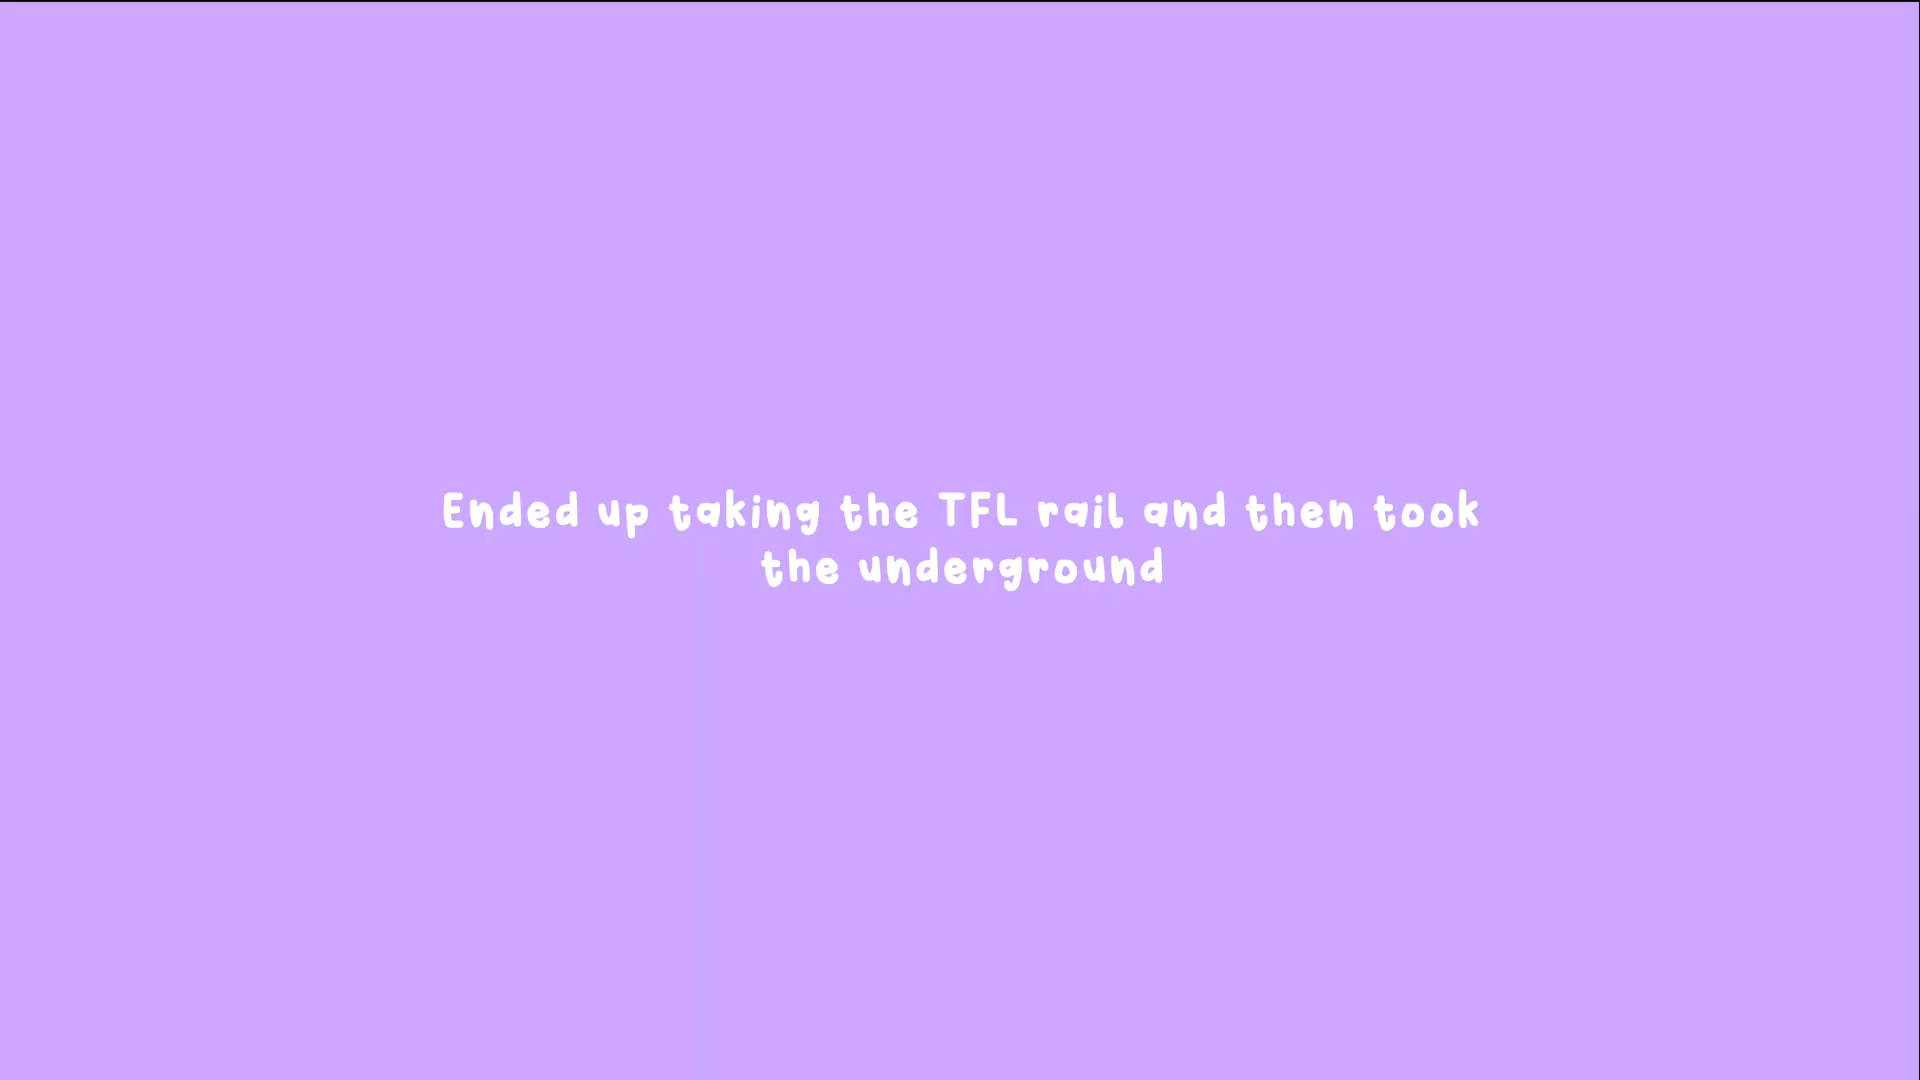 Ended up taking the TFL rail and then took
the underground